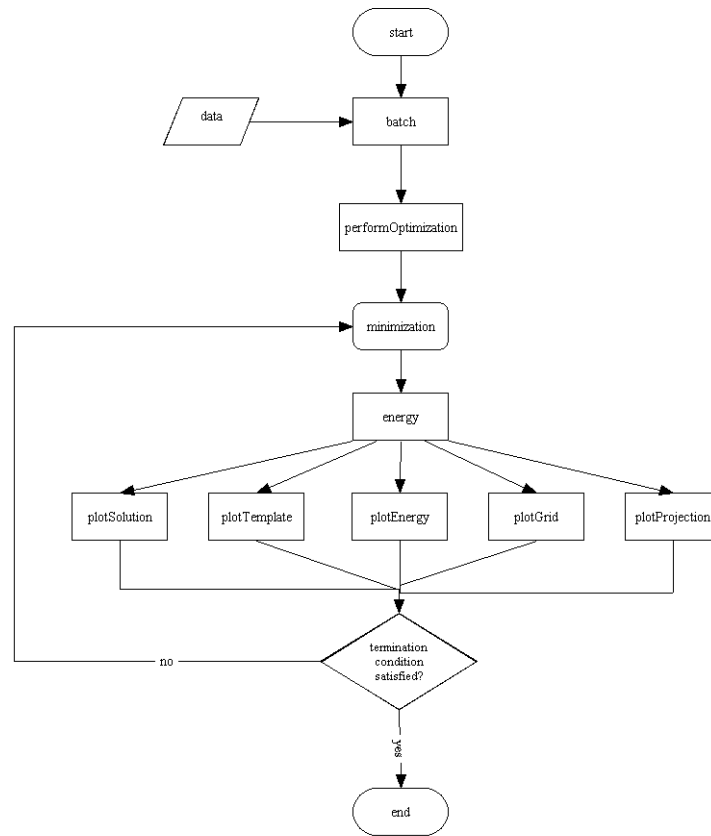 start
data
batch
performOptimization
minimization
energy
plotSolution
plotTemplate
plotEnergy
plotGrid
plotProjection
termination
condition
satisfied?
no
yes
end